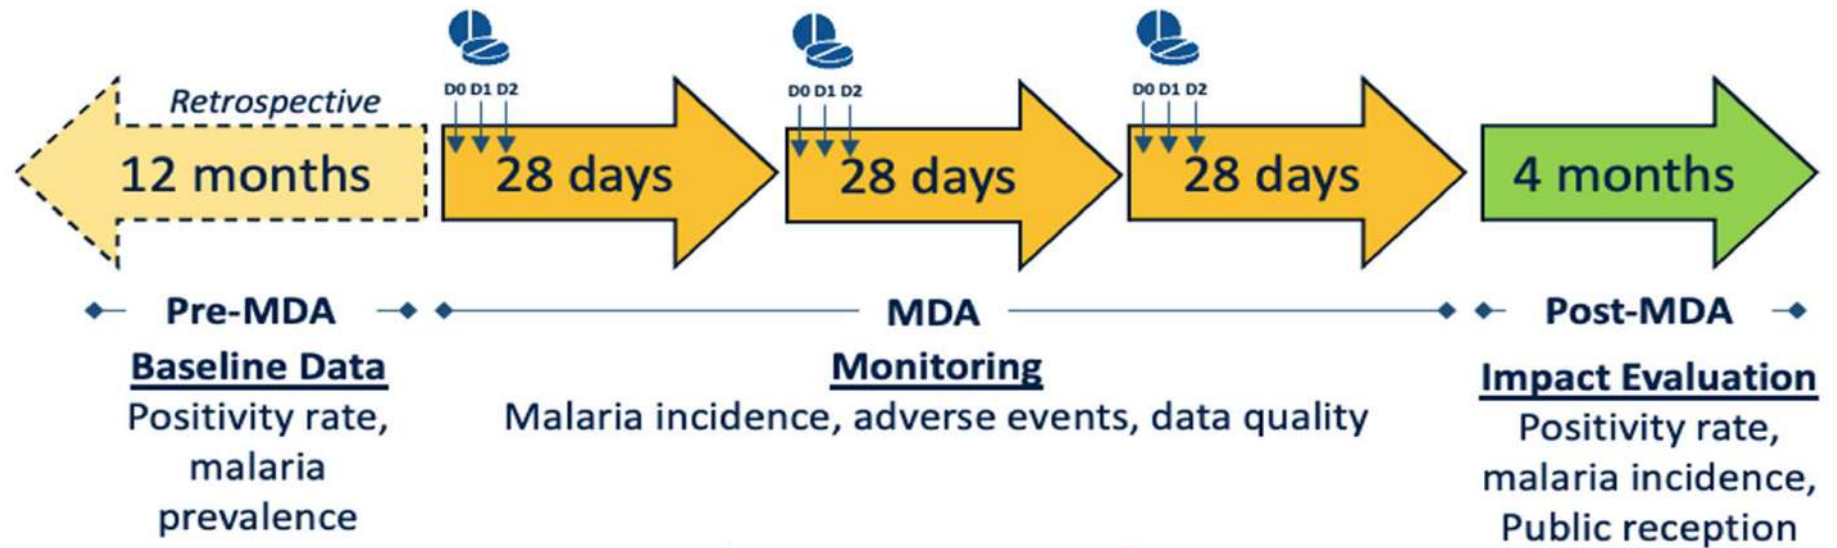 D0 D1 D2
D0 D1 D2
D0 D1 D2
Retrospective
12 months
28 days
28 days
28 days
4 months
Pre-MDA
MDA
Post-MDA
Baseline Data
Positivity rate,
malaria
prevalence
Monitoring
Malaria incidence, adverse events, data quality
Impact Evaluation
Positivity rate,
malaria incidence,
Public reception